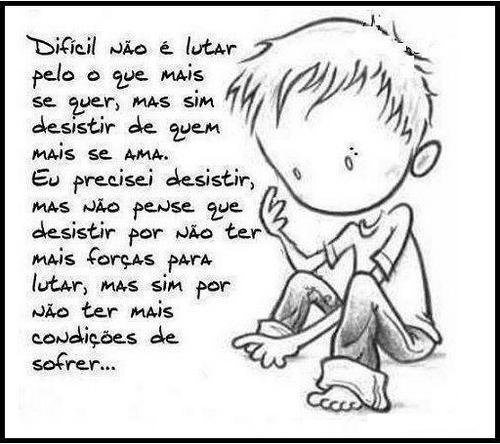 Difícil não é lutar
pelo o que mais
se quer, mas sim
desistir de quem
mais se ama.
Eu precisei desistir,
mas não pense que
desistir por não ter
mais forças para
lutar, mas sim por
não ter mais
condições de
sofrer...